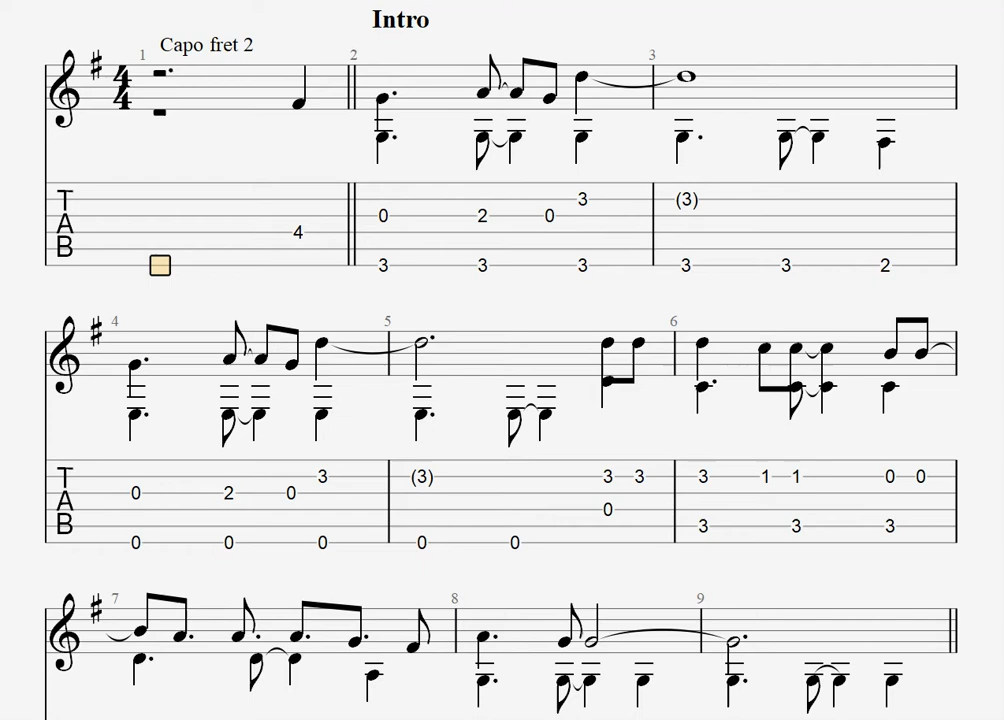 Intro
Capo fret 2
1 2 3
4 4
T A B
3 (3)
0 2 0
4
3 3 3 3 3 2
4 5 6
T A B
3 (3) 3 3 3 1 1 0 0
0 2 0
0
3 3 3
0 0 0 0 0
7 8 9